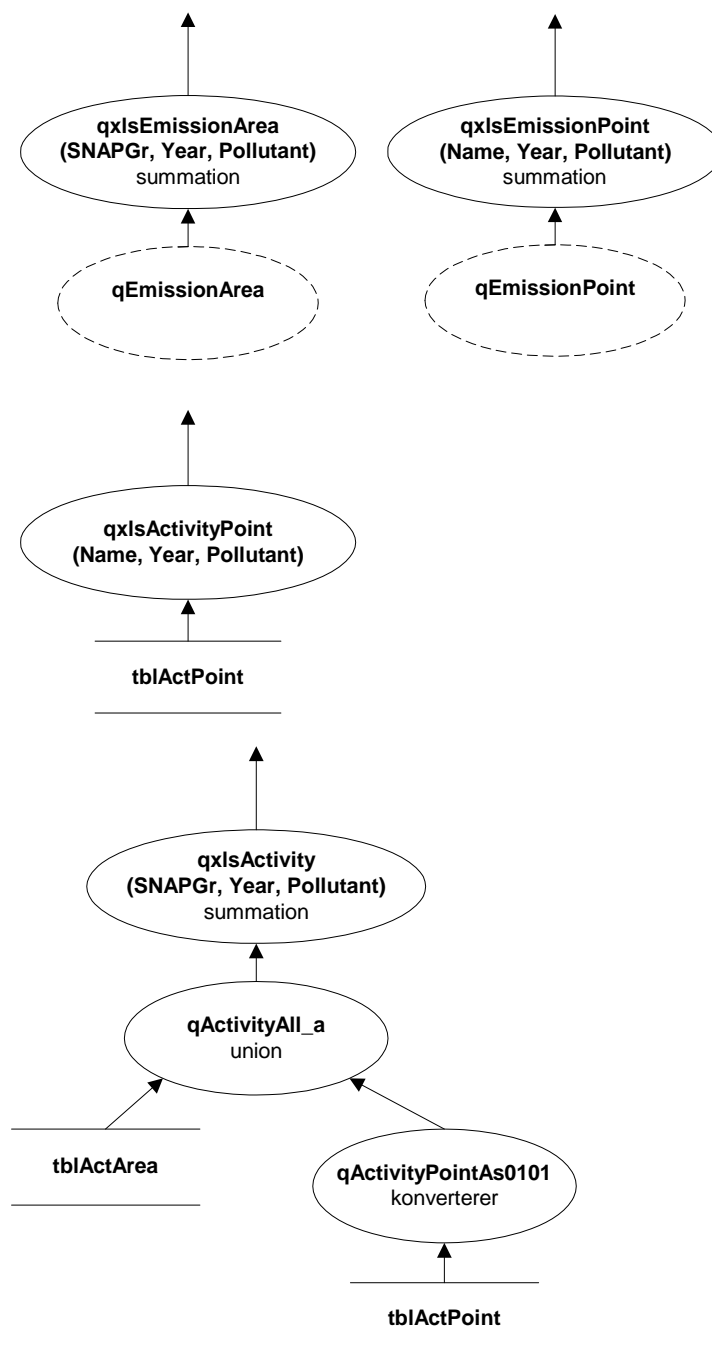 qxlsEmissionArea
(SNAPGr, Year, Pollutant)
summation
qxlsEmissionPoint
(Name, Year, Pollutant)
summation
qEmissionArea
qEmissionPoint
qxlsActivityPoint
(Name, Year, Pollutant)
tblActPoint
qxlsActivity
(SNAPGr, Year, Pollutant)
summation
qActivityAll_a
union
tblActArea
qActivityPointAs0101
konverterer
tblActPoint